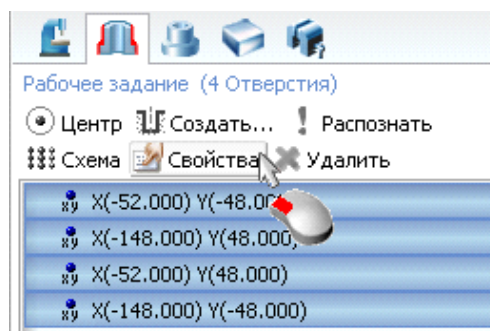 Рабочее задание (4 Отверстия)
Центр Создать... Распознать
Схема Свойства Удалить
X(-52.000) Y(-48.00
X(-148.000) Y(48.000)
X(-52.000) Y(48.000)
X(-148.000) Y(-48.000)